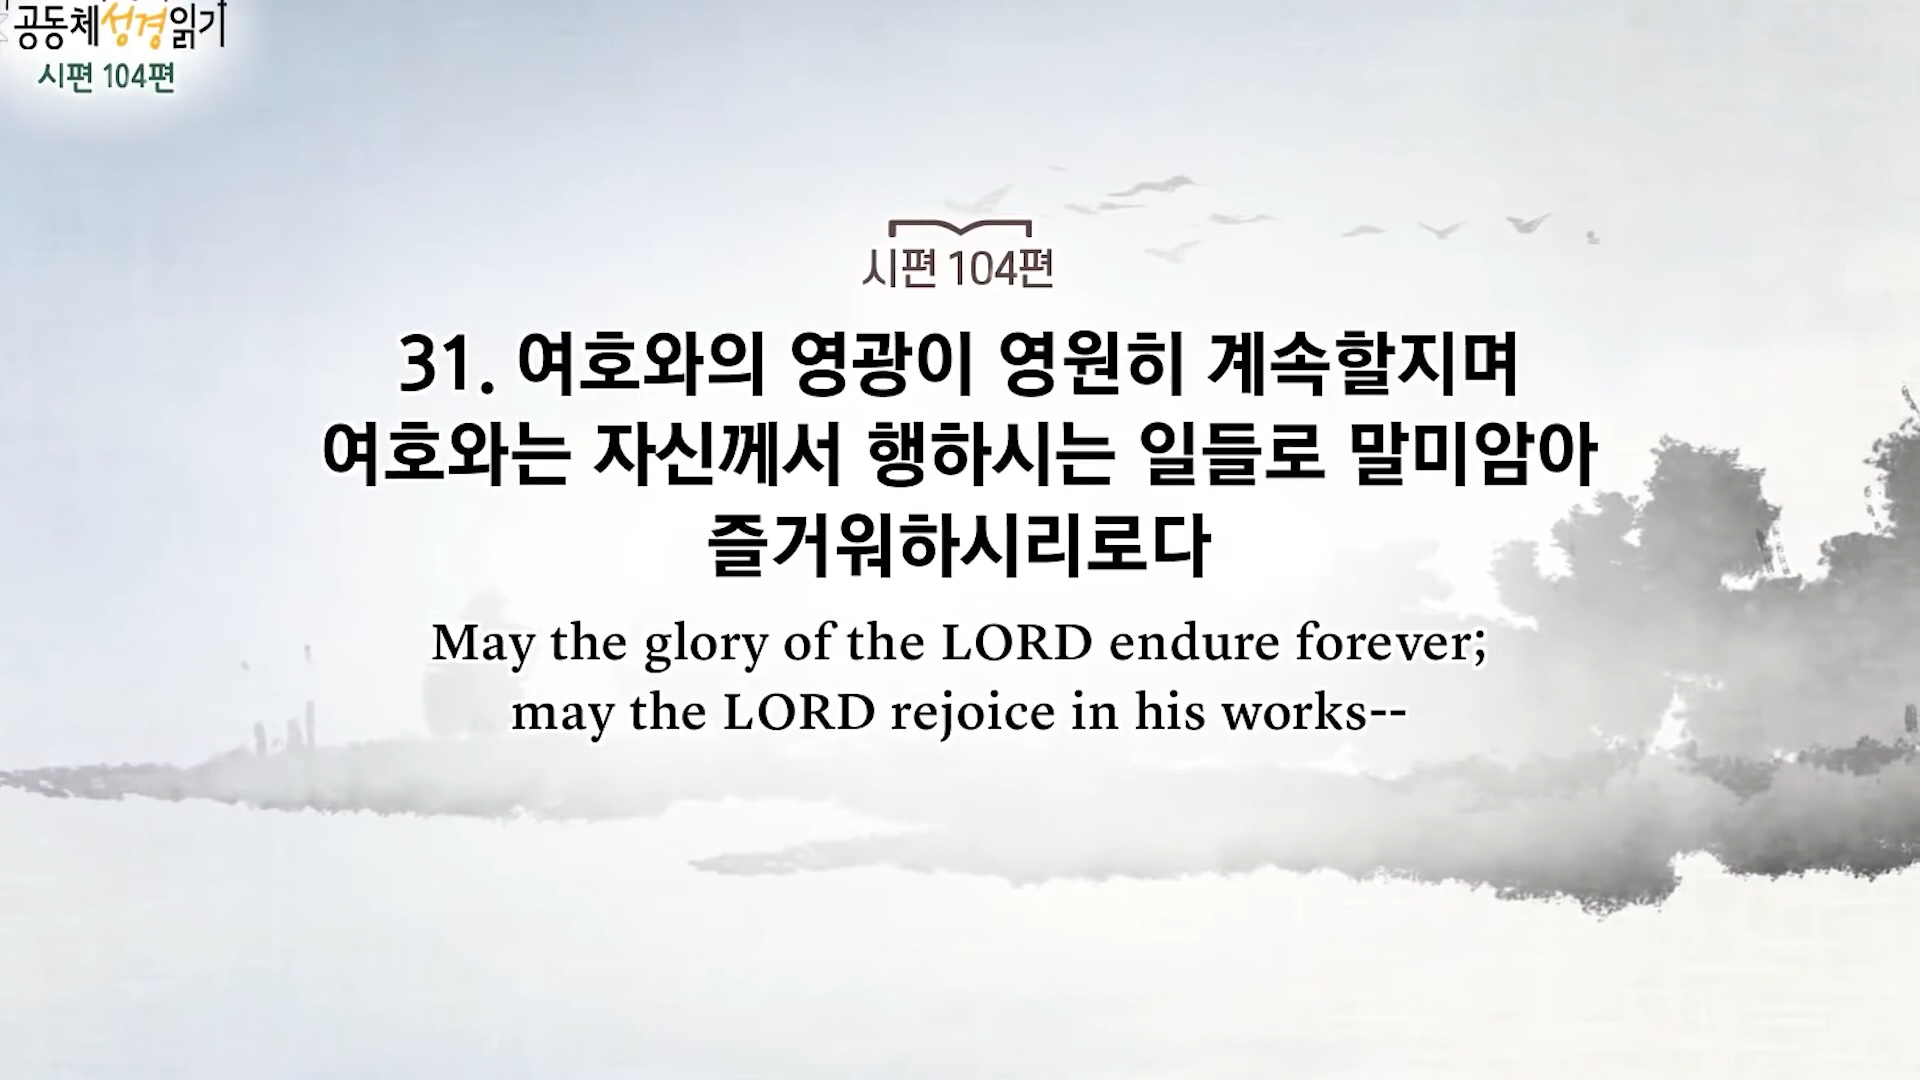 공동체성경읽기
시편 104편
시편 104편
31. 여호와의 영광이 영원히 계속할지며
여호와는 자신께서 행하시는 일들로 말미암아
즐거워하시리로다
May the glory of the LORD endure forever;
may the LORD rejoice in his works--